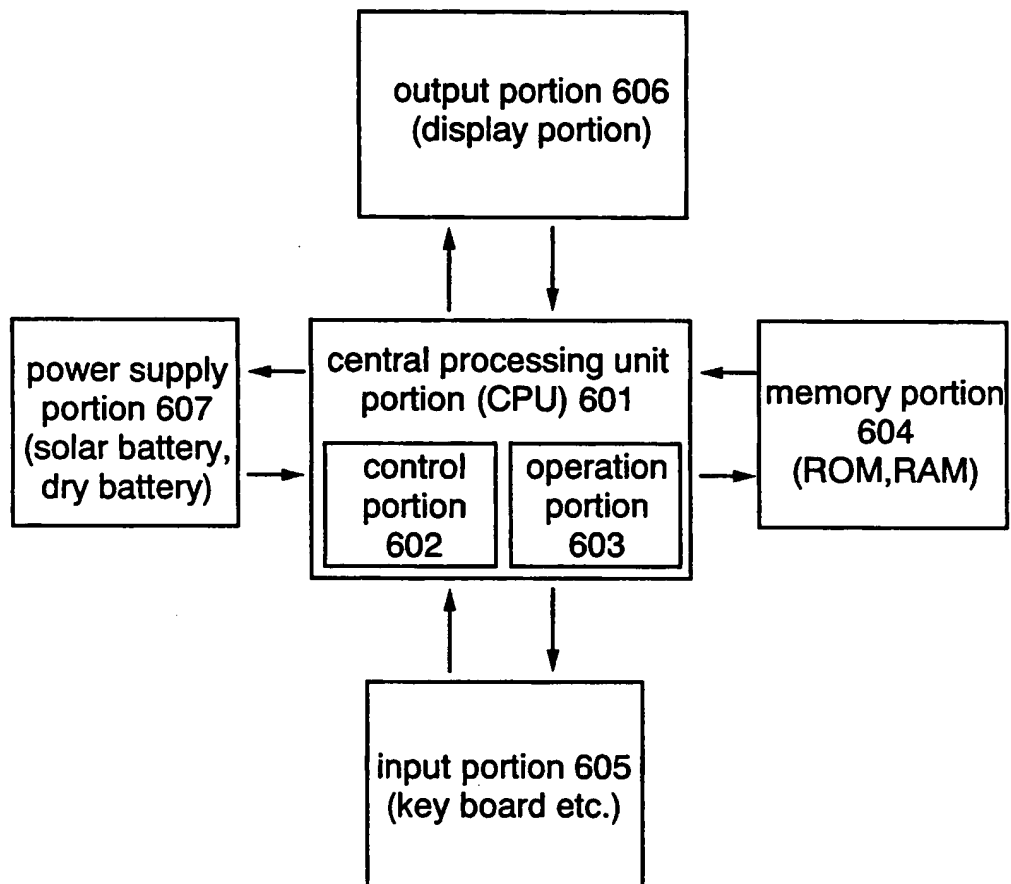 output portion 606
(display portion)
power supply
portion 607
(solar battery,
dry battery)
central processing unit
portion (CPU) 601
control
portion
602
operation
portion
603
memory portion
604
(ROM,RAM)
input portion 605
(key board etc.)